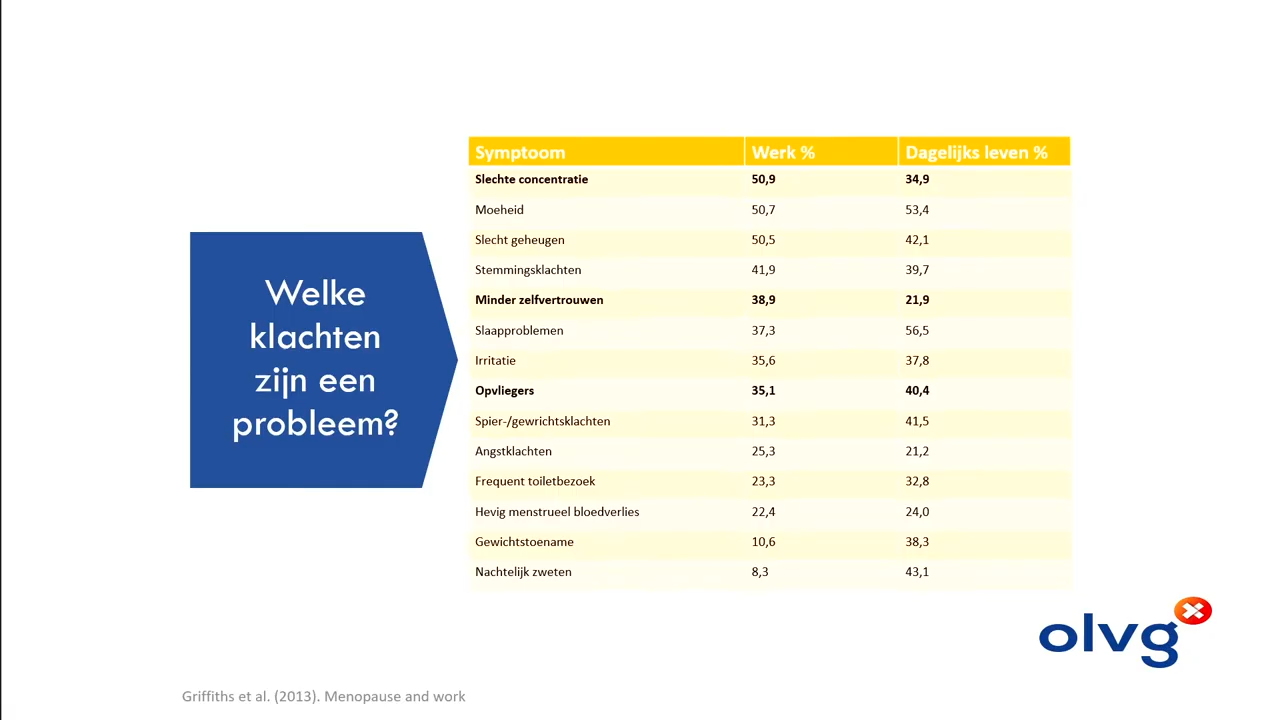 Welke
klachten
zijn een
probleem?
Symptoom Werk % Dagelijks leven %
Slechte concentratie 50,9 34,9
Moeheid 50,7 53,4
Slecht geheugen 50,5 42,1
Stemmingsklachten 41,9 39,7
Minder zelfvertrouwen 38,9 21,9
Slaapproblemen 37,3 56,5
Irritatie 35,6 37,8
Opvliegers 35,1 40,4
Spier-/gewrichtsklachten 31,3 41,5
Angstklachten 25,3 21,2
Frequent toiletbezoek 23,3 32,8
Hevig menstrueel bloedverlies 22,4 24,0
Gewichtstoename 10,6 38,3
Nachtelijk zweten 8,3 43,1
olvg
Griffiths et al. (2013). Menopause and work